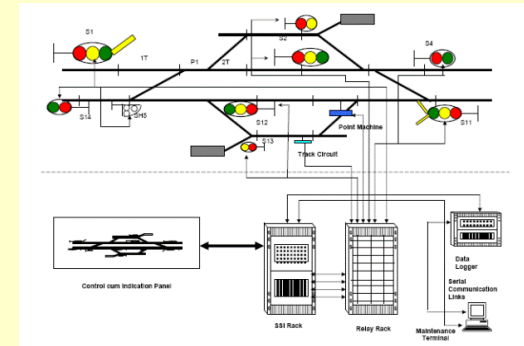 S1
S2
S4
1T
P1
2T
S14
SH5
S12
S11
Point Machine
S13
Track Circuit
Control cum Indication Panel
SSI Rack
Relay Rack
Data
Logger
Serial
Communication
Links
Maintenance
Terminal